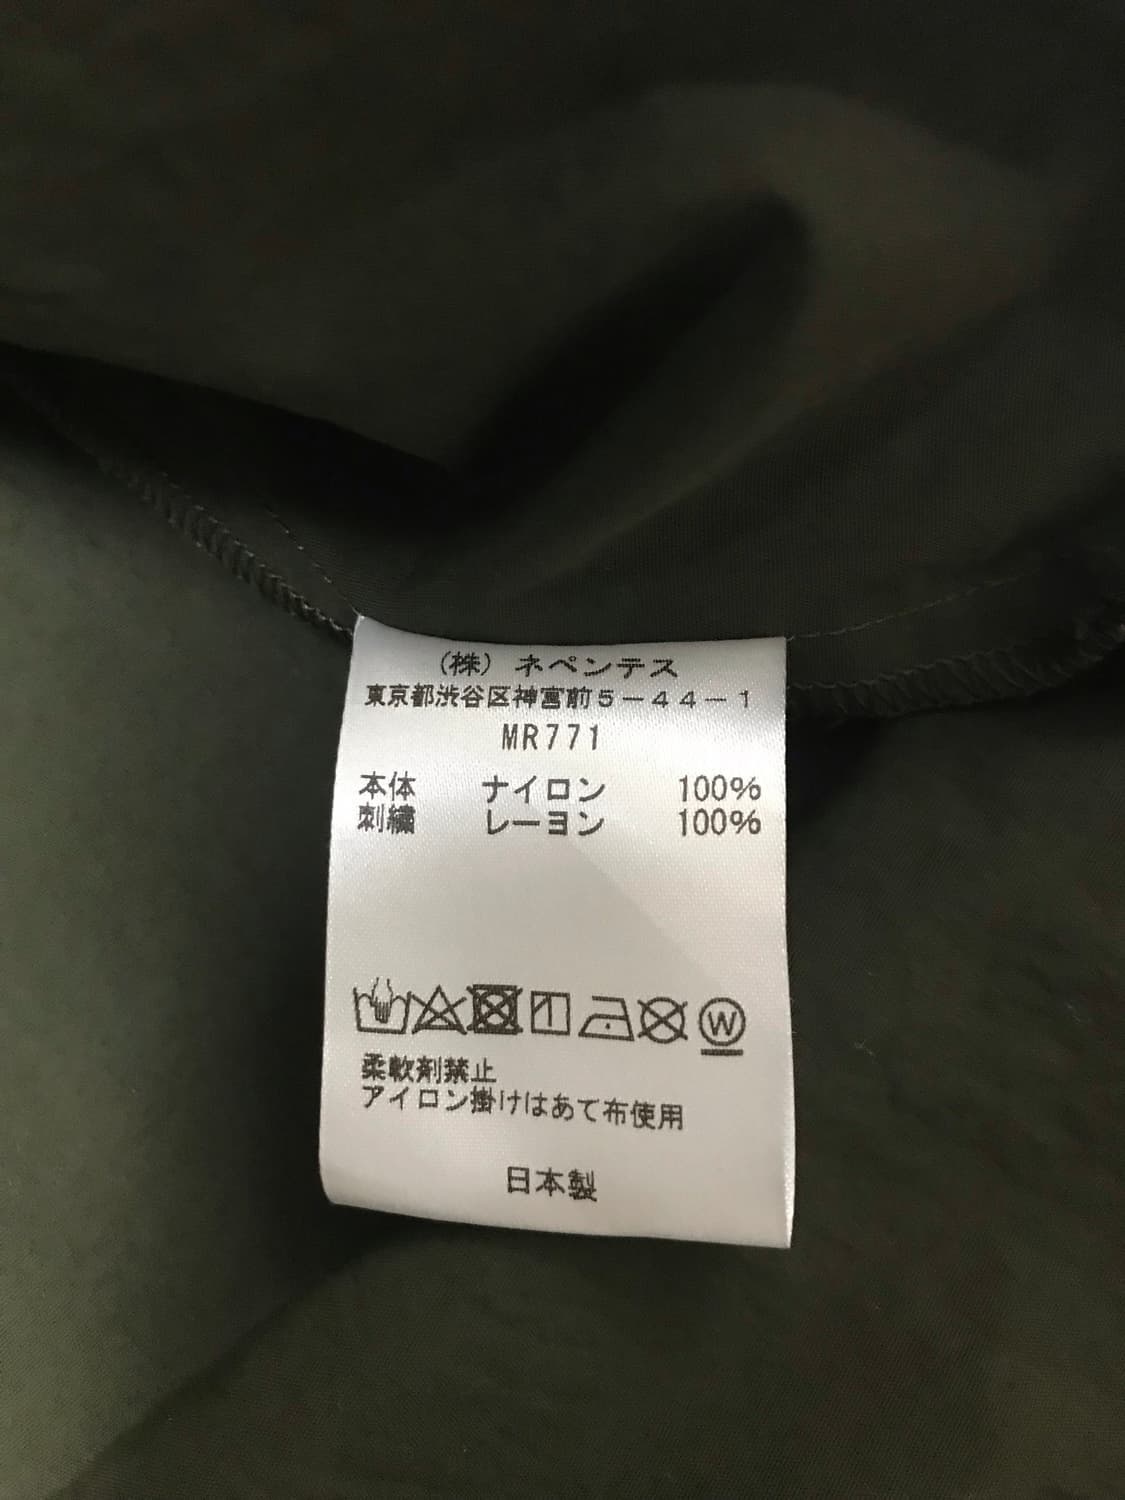 (株) ネペンテス
東京都渋谷区神宮前5-44-1
MR771
本体 ナイロン 100%
刺繍 レーヨン 100%
W
柔軟剤禁止
アイロン掛けはあて布使用
日本製